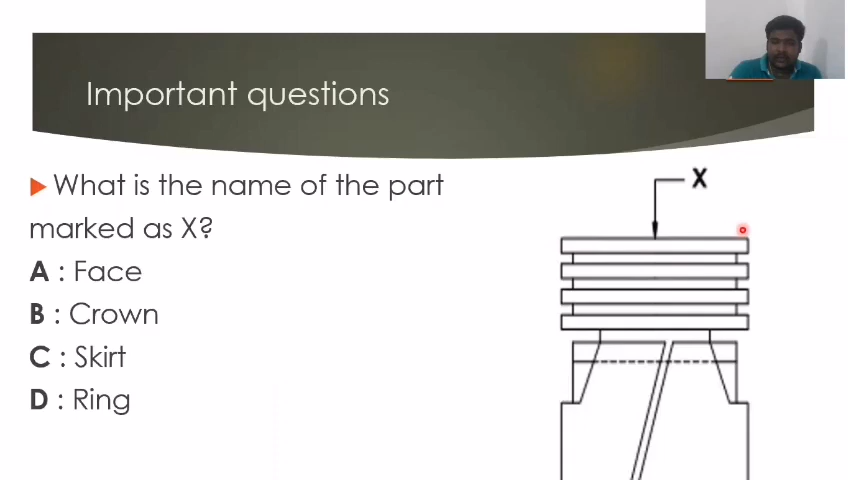 Important questions
What is the name of the part
marked as X?
A : Face
B : Crown
C : Skirt
D : Ring
X